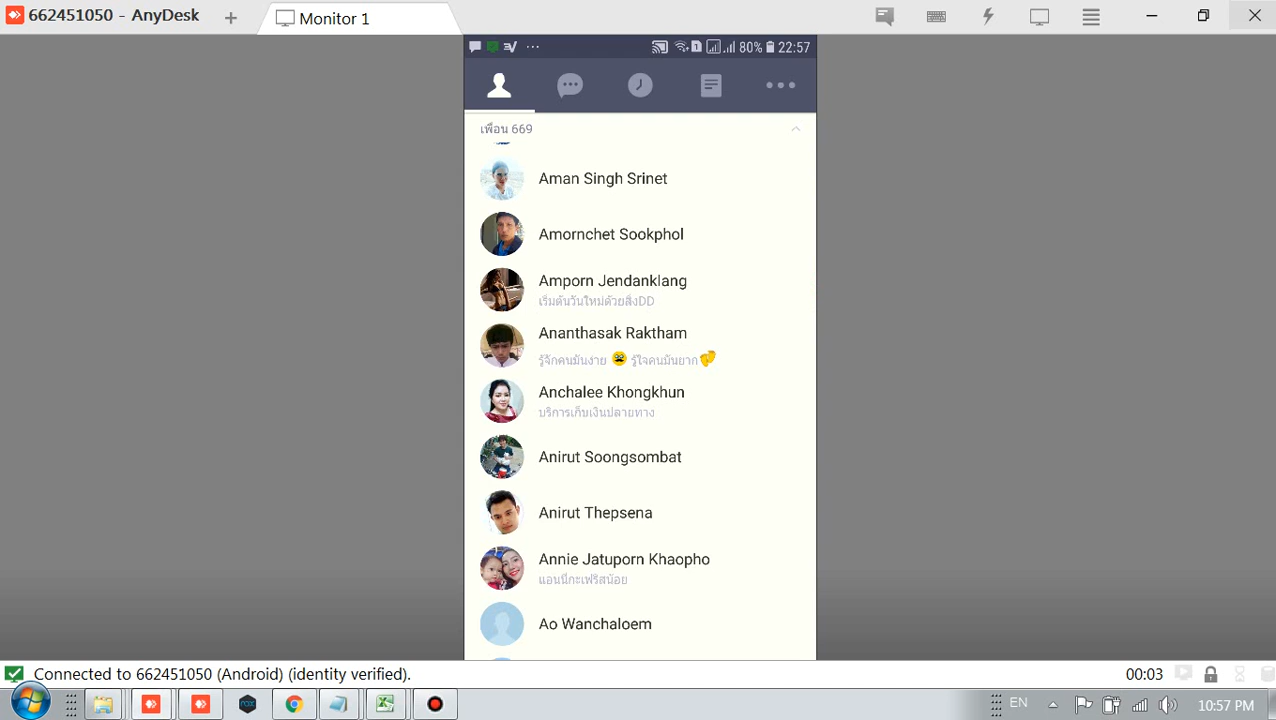 662451050 - AnyDesk
Monitor 1
80% 22:57
เพื่อน 669
Aman Singh Srinet
Amornchet Sookphol
Amporn Jendanklang
เริ่มต้นวันใหม่ด้วยสิ่งDD
Ananthasak Raktham
รู้จักคนมันง่าย รู้ใจคนมันยาก
Anchalee Khongkhun
บริการเก็บเงินปลายทาง
Anirut Soongsombat
Anirut Thepsena
Annie Jatuporn Khaopho
แอนนี่กะเฟริสน้อย
Ao Wanchaloem
Connected to 662451050 (Android) (identity verified).
00:03
EN
10:57 PM